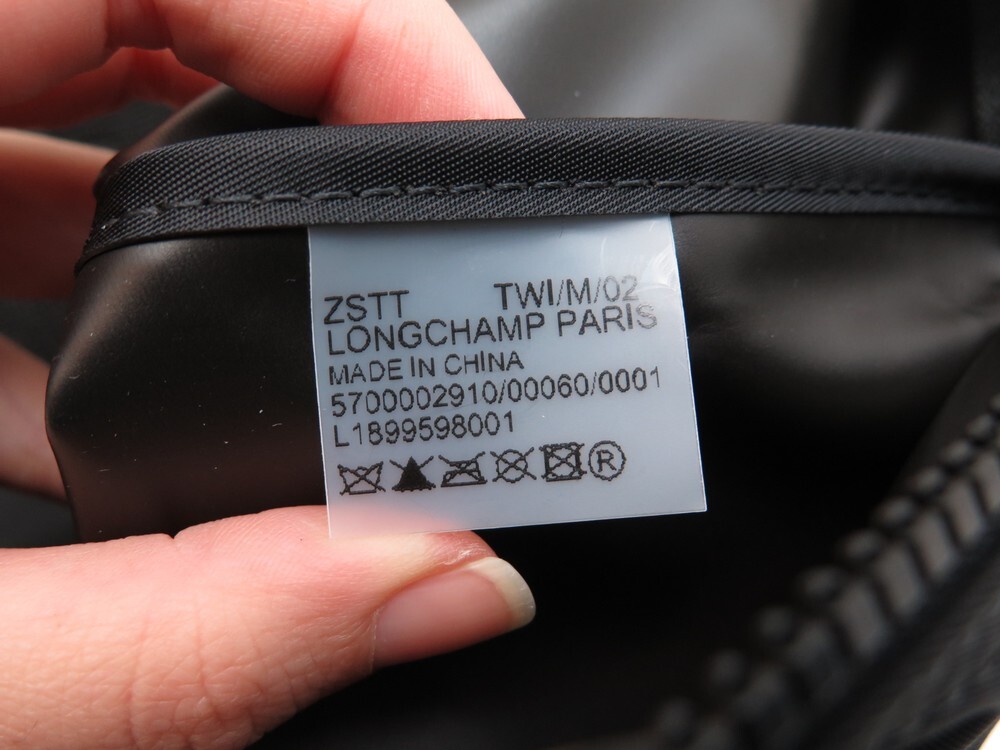 ZSTT TWI/M/02
LONGCHAMP PARIS
MADE IN CHINA
5700002910/00060/0001
L1899598001
®